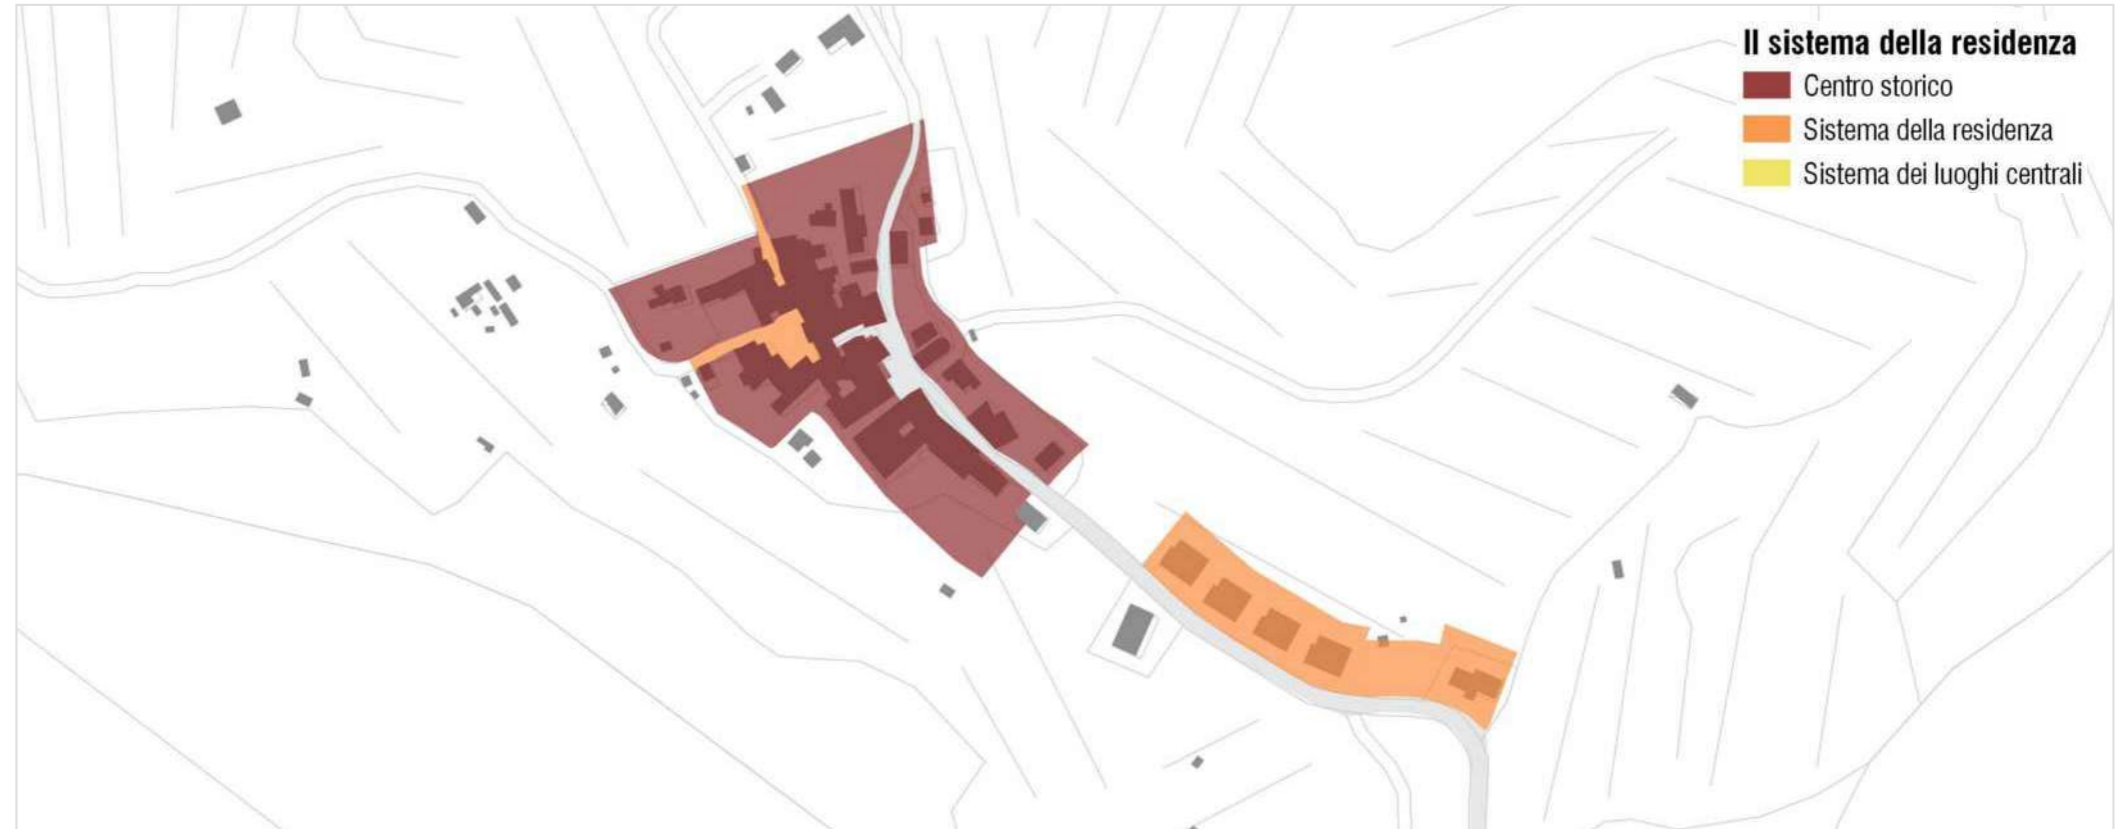 Il sistema della residenza
Centro storico
Sistema della residenza
Sistema dei luoghi centrali